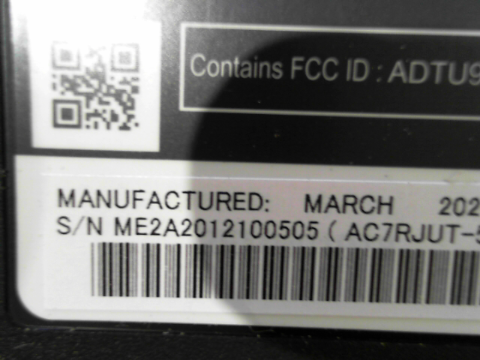 Contains FCC ID : ADTU9
MANUFACTURED: MARCH 202
S/N ME2A2012100505 ( AC7RJUT-5